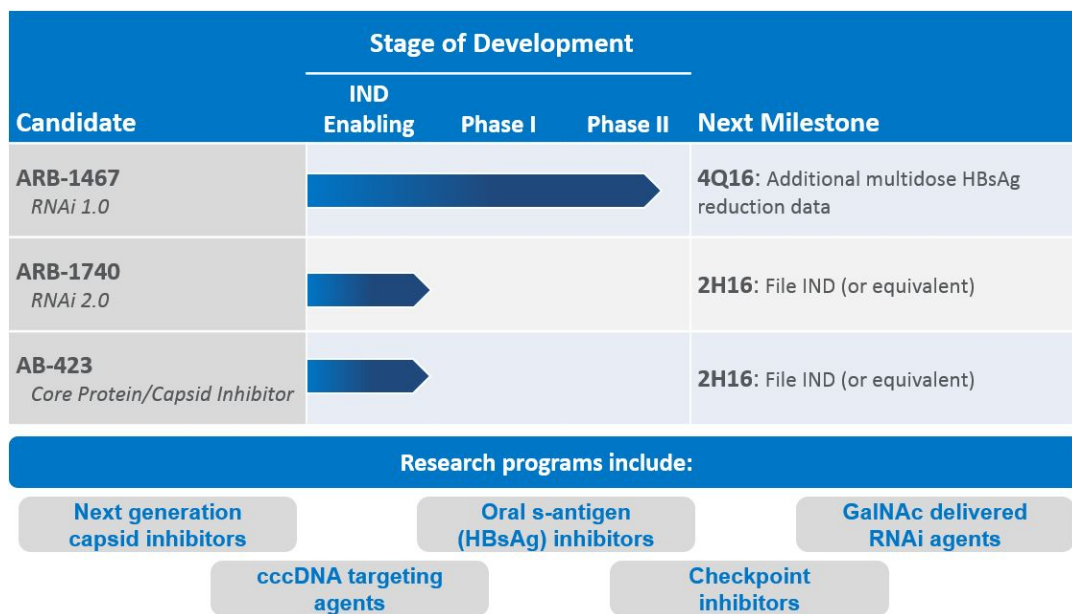 Stage of Development
IND
Enabling
Phase I
Phase II
Candidate
Next Milestone
ARB-1467
RNAi 1.0
4Q16: Additional multidose HBsAg
reduction data
ARB-1740
RNAi 2.0
2H16: File IND (or equivalent)
AB-423
Core Protein/Capsid Inhibitor
2H16: File IND (or equivalent)
Research programs include:
Next generation
capsid inhibitors
Oral s-antigen
(HBsAg) inhibitors
GalNAc delivered
RNAi agents
cccDNA targeting
agents
Checkpoint
inhibitors